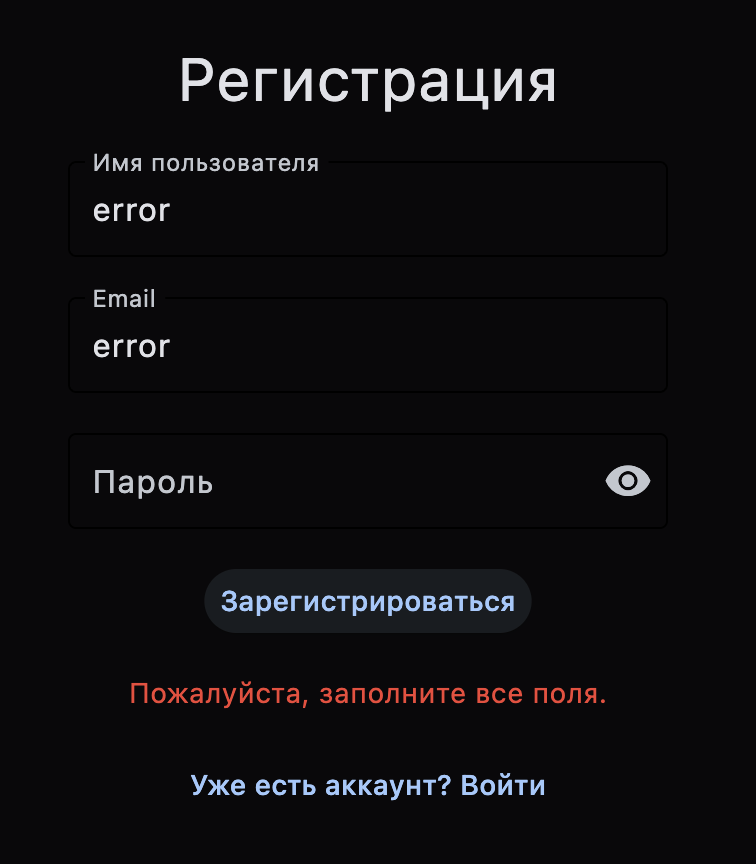 Регистрация
Имя пользователя
error
Email
error
Пароль
Зарегистрироваться
Пожалуйста, заполните все поля.
Уже есть аккаунт? Войти